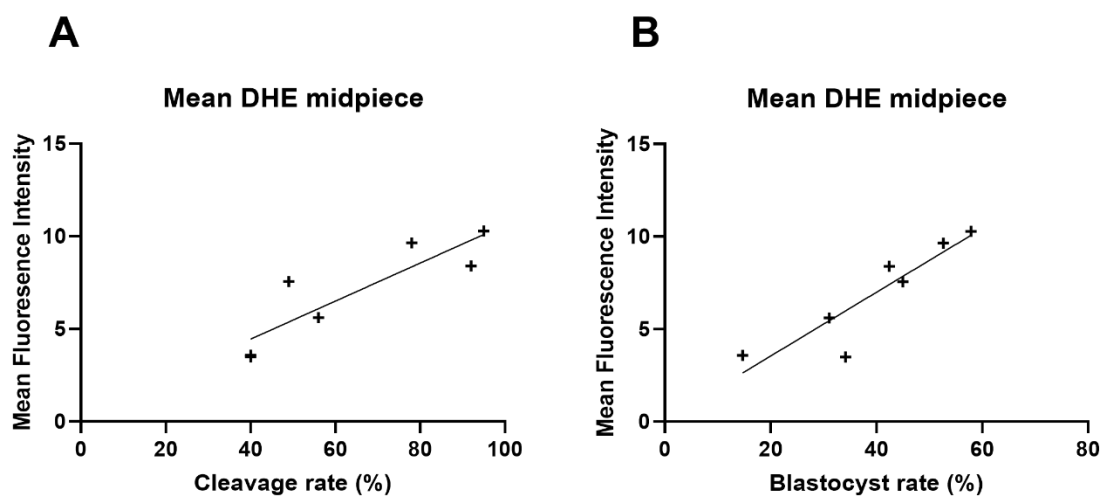 A
Mean DHE midpiece
Mean Fluoresence Intensity
15
10
5
0
0 20 40 60 80 100
Cleavage rate (%)
B
Mean DHE midpiece
Mean Fluorescence Intensity
15
10
5
0
0 20 40 60 80
Blastocyst rate (%)